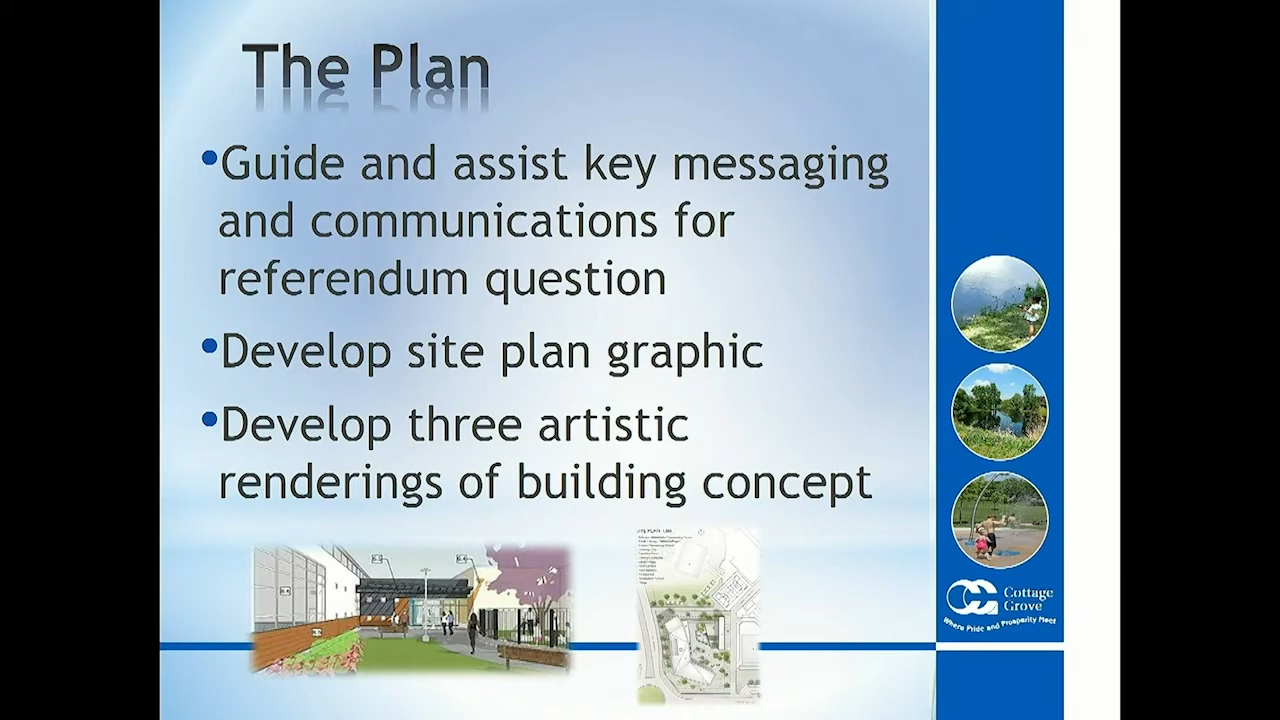 The Plan
•Guide and assist key messaging
and communications for
referendum question
•Develop site plan graphic
•Develop three artistic
renderings of building concept
Cottage
Grove
Where Pride and Prosperity Meet